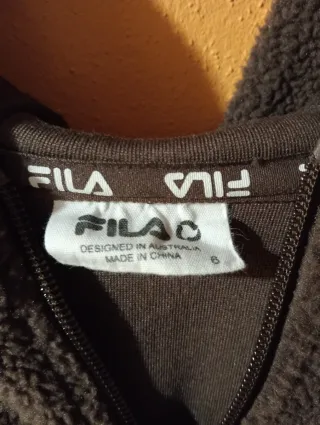 FILA FILA
FILA
DESIGNED IN AUSTRALIA
MADE IN CHINA 6